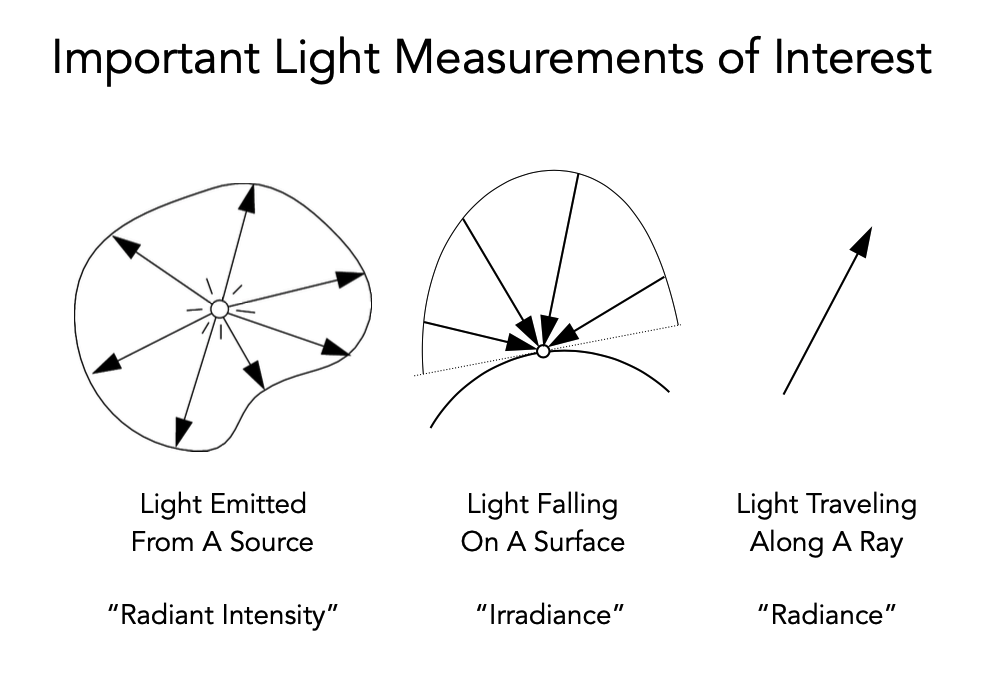 Important Light Measurements of Interest
Light Emitted
From A Source
“Radiant Intensity”
Light Falling
On A Surface
“Irradiance”
Light Traveling
Along A Ray
“Radiance”